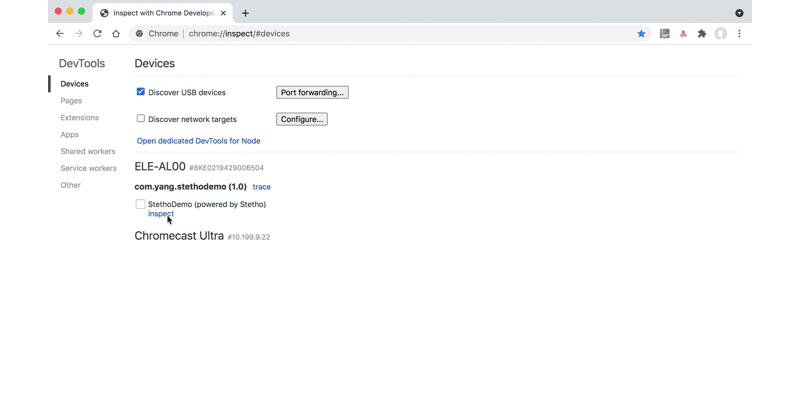 Inspect with Chrome Develope
Chrome | chrome://inspect/#devices
DevTools
Devices
Pages
Extensions
Apps
Shared workers
Service workers
Other
Devices
Discover USB devices
Port forwarding...
Discover network targets
Configure...
Open dedicated DevTools for Node
ELE-AL00 #8KE0219429006504
com.yang.stethodemo (1.0) trace
StethoDemo (powered by Stetho)
inspect
Chromecast Ultra #10.199.9.22